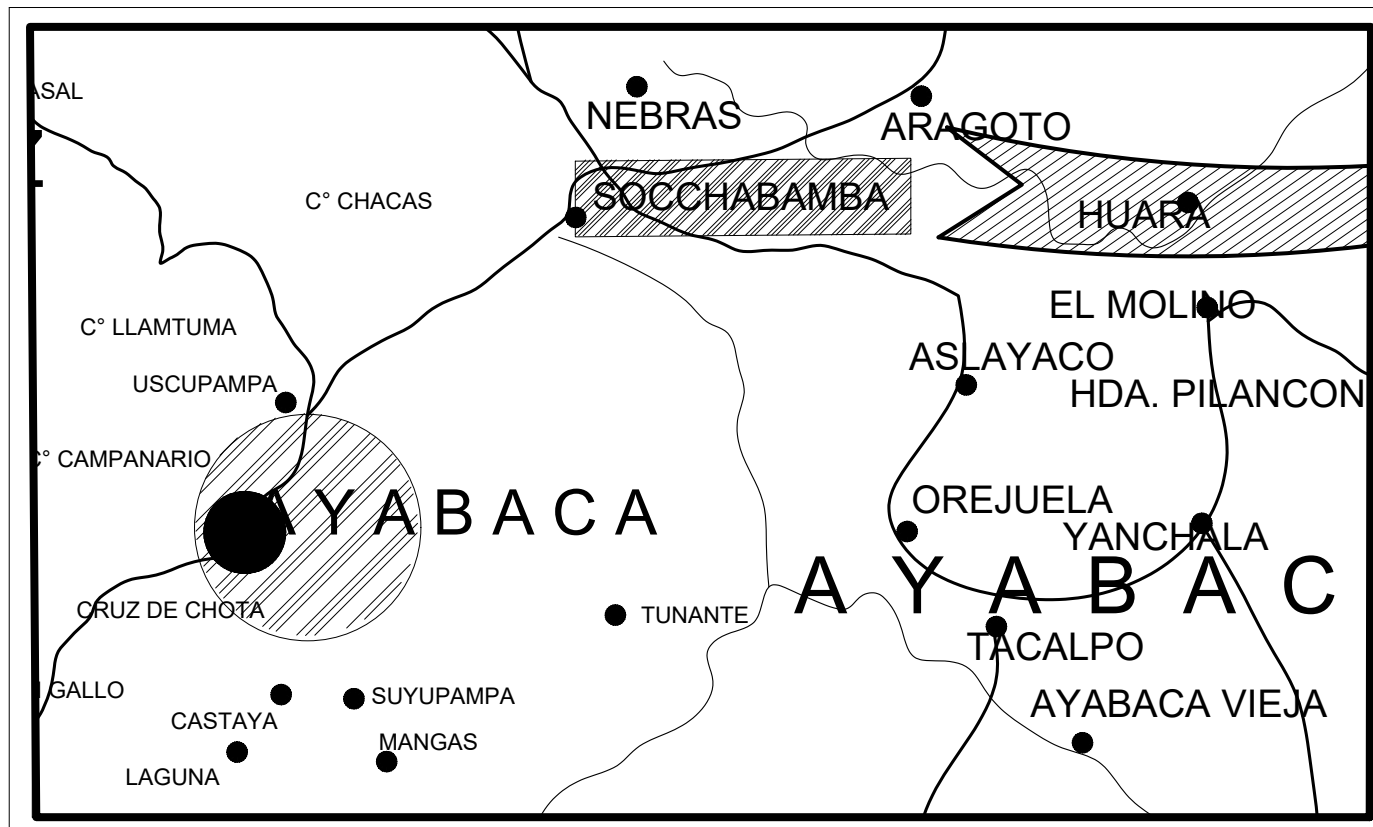 NEBRAS
ARAGOTO
C° CHACAS
SOCCHABAMBA
HUARA
EL MOLINO
C° LLAMTUMA
ASLAYACO
USCUPAMPA
HDA. PILANCON
C° CAMPANARIO
AYABACA
OREJUELA
YANCHALA
AYABAC
CRUZ DE CHOTA
TUNANTE
TACALPO
GALLO
SUYUPAMPA
AYABACA VIEJA
CASTAYA
MANGAS
LAGUNA